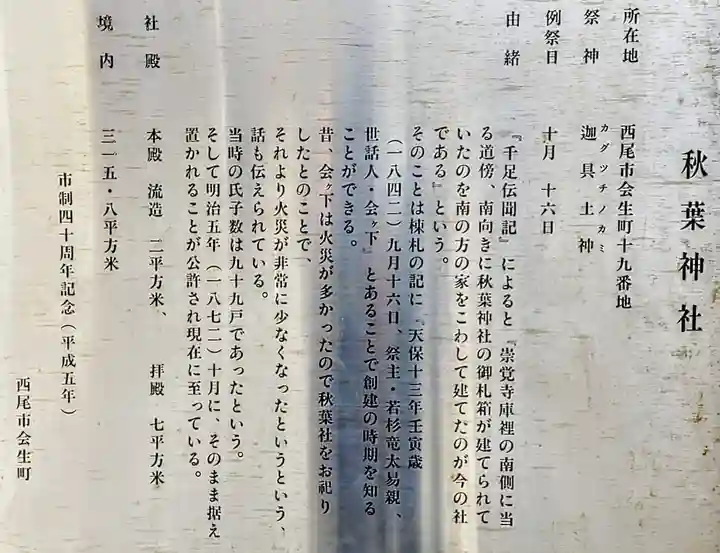 秋葉神社
所在地 西尾市会生町十九番地
祭神 迦具土神
カグツチノカミ
例祭日 十月 十六日
由緒 『千足伝聞記』によると『崇覚寺庫裡の南側に当
る道傍、南向きに秋葉神社の御札箱が建てられて
いたのを南の方の家をこわして建てたのが今の社
である』という。
そのことは棟札の記に『天保十三年壬寅歳
(一八四二)九月十六日、祭主・若杉竜太易親、
世話人・会ヶ下』とあることで創建の時期を知る
ことができる。
昔、会ヶ下は火災が多かったので秋葉社をお祀り
したとのことで、
それより火災が非常に少なくなったというという、
話も伝えられている。
当時の氏子数は九十九戸であったという。
そして明治五年(一八七二)十月に、そのまま据え
置かれることが公許され現在に至っている。
社殿 本殿 流造 二平方米、 拝殿 七平方米
境内 三一五・八平方米
市制四十周年記念(平成五年)
西尾市会生町